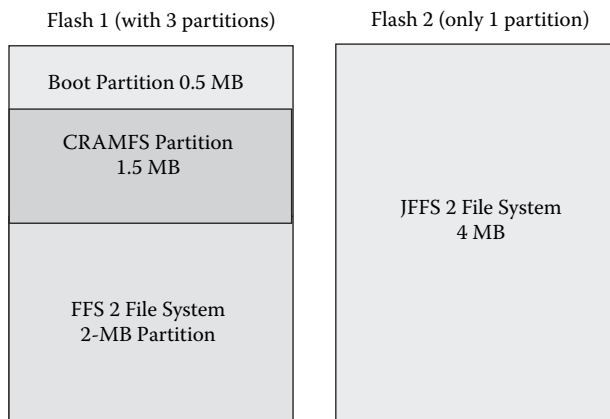 Flash 1 (with 3 partitions)
Boot Partition 0.5 MB
CRAMFS Partition
1.5 MB
FFS 2 File System
2-MB Partition
Flash 2 (only 1 partition)
JFFS 2 File System
4 MB